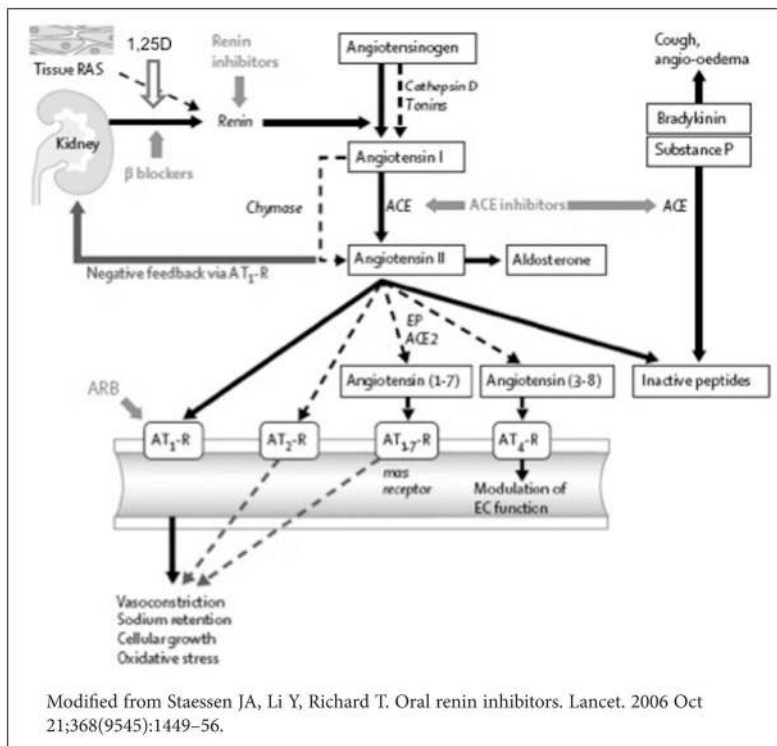 1,25D
Tissue RAS
Renin
inhibitors
Angiotensinogen
Cough,
angio-oedema
Cathepsin D
Tonins
Kidney
Renin
Bradykinin
Substance P
β blockers
Angiotensin I
Chymase
ACE
ACE inhibitors
ACE
Negative feedback via AT1-R
Angiotensin II
Aldosterone
EP
ACE2
Angiotensin (1-7)
Angiotensin (3-8)
Inactive peptides
ARB
AT1-R
AT2-R
AT1-7-R
AT4-R
mas
receptor
Modulation of
EC function
Vasoconstriction
Sodium retention
Cellular growth
Oxidative stress
Modified from Staessen JA, Li Y, Richard T. Oral renin inhibitors. Lancet. 2006 Oct
21;368(9545):1449–56.